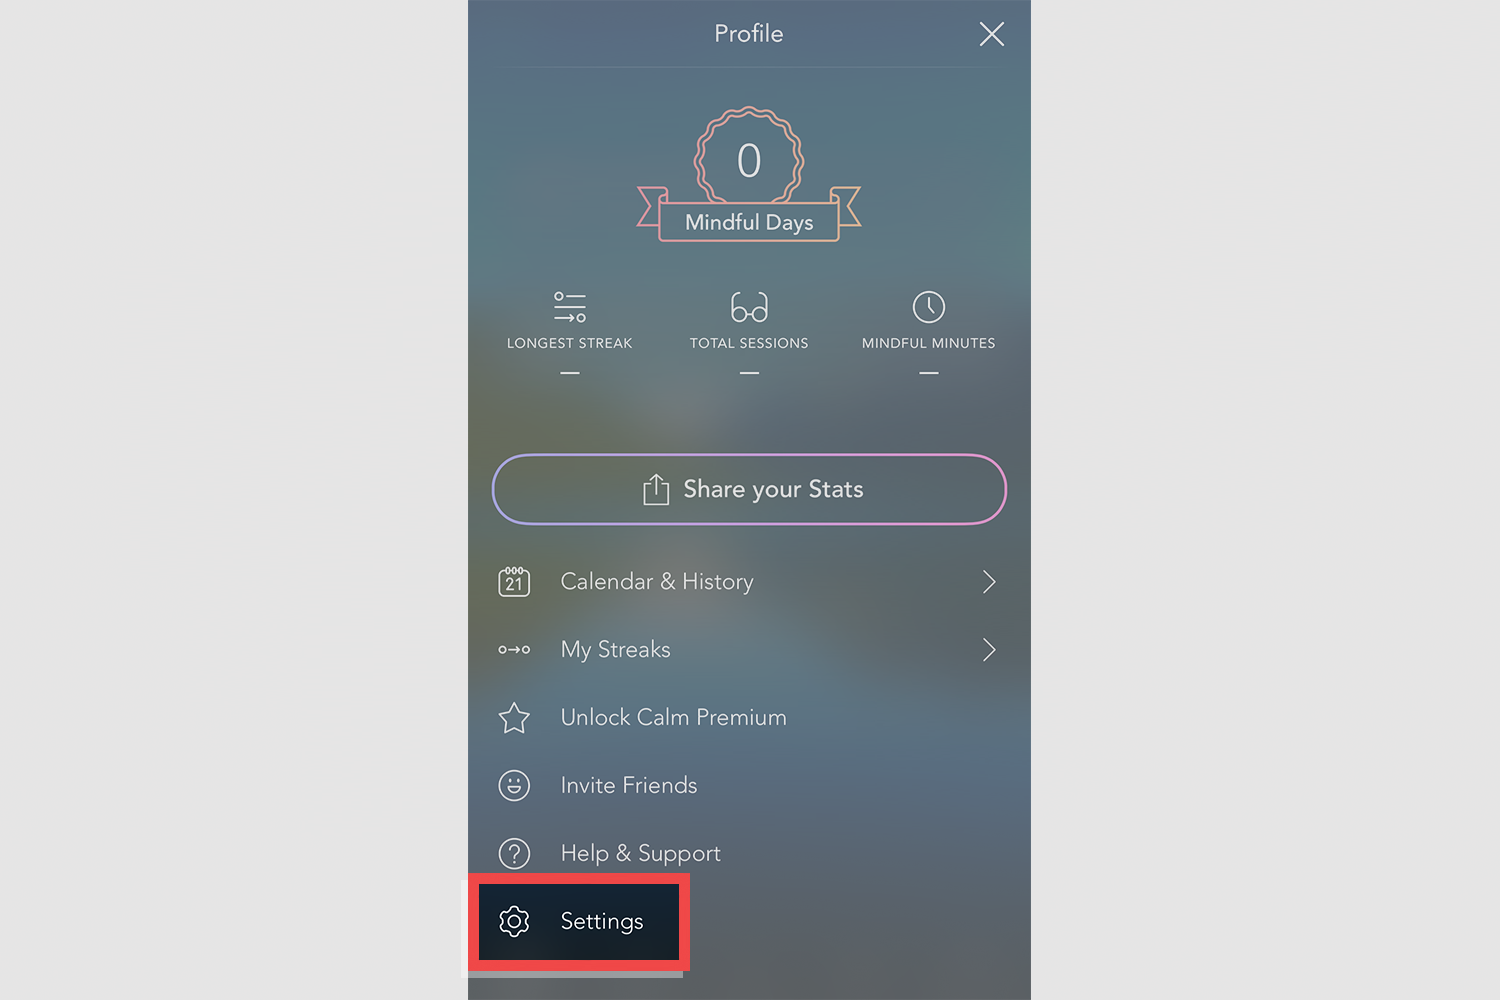 Profile
0
Mindful Days
LONGEST STREAK
TOTAL SESSIONS
MINDFUL MINUTES
—
—
—
Share your Stats
21
Calendar & History
My Streaks
Unlock Calm Premium
Invite Friends
?
Help & Support
Settings